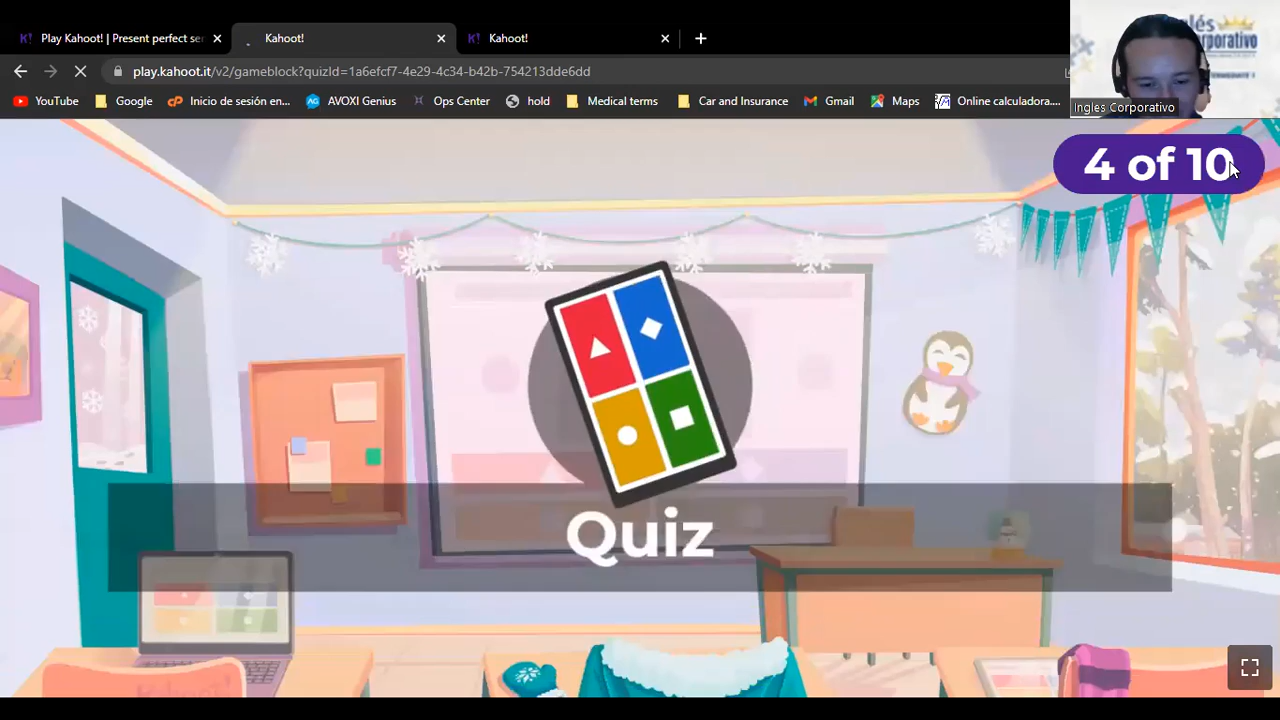 Play Kahoot! | Present perfect se
Kahoot!
Kahoot!
play.kahoot.it/v2/gameblock?quizId=1a6efcf7-4e29-4c34-b42b-754213dde6dd
YouTube
Google
Inicio de sesión en...
AVOXI Genius
Ops Center
hold
Medical terms
Car and Insurance
Gmail
Maps
Online calculadora....
Ingles Corporativo
4 of 10
Quiz